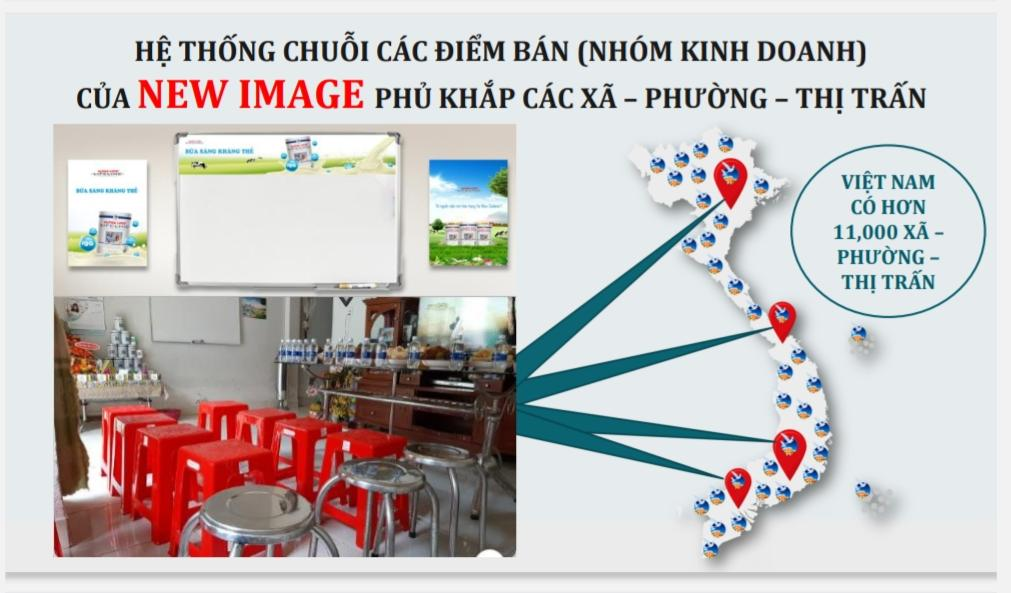 HỆ THỐNG CHUỖI CÁC ĐIỂM BÁN (NHÓM KINH DOANH)
CỦA NEW IMAGE PHỦ KHẮP CÁC XÃ – PHƯỜNG – THỊ TRẤN
BỮA SÁNG KHÁNG THỂ
BỮA SÁNG KHÁNG THỂ
VIỆT NAM
CÓ HƠN
11,000 XÃ –
PHƯỜNG –
THỊ TRẤN